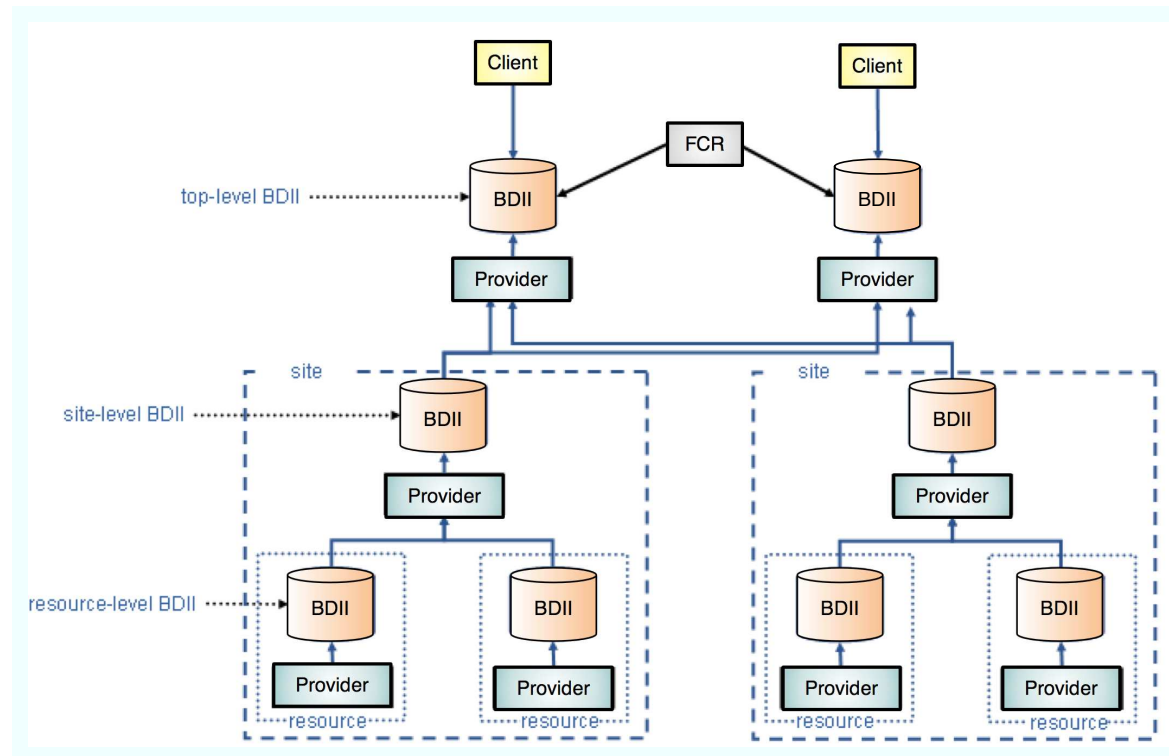 Client
Client
FCR
top-level BDII
BDII
BDII
Provider
Provider
site
site
site-level BDII
BDII
BDII
Provider
Provider
resource-level BDII
BDII
BDII
BDII
BDII
Provider
Provider
Provider
Provider
resource
resource
resource
resource